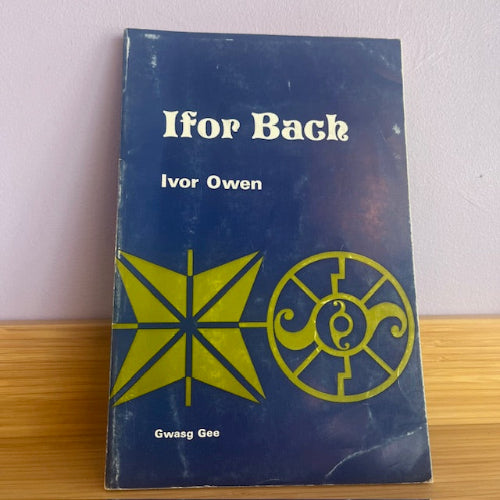 Ifor Bach
Ivor Owen
Gwasg Gee